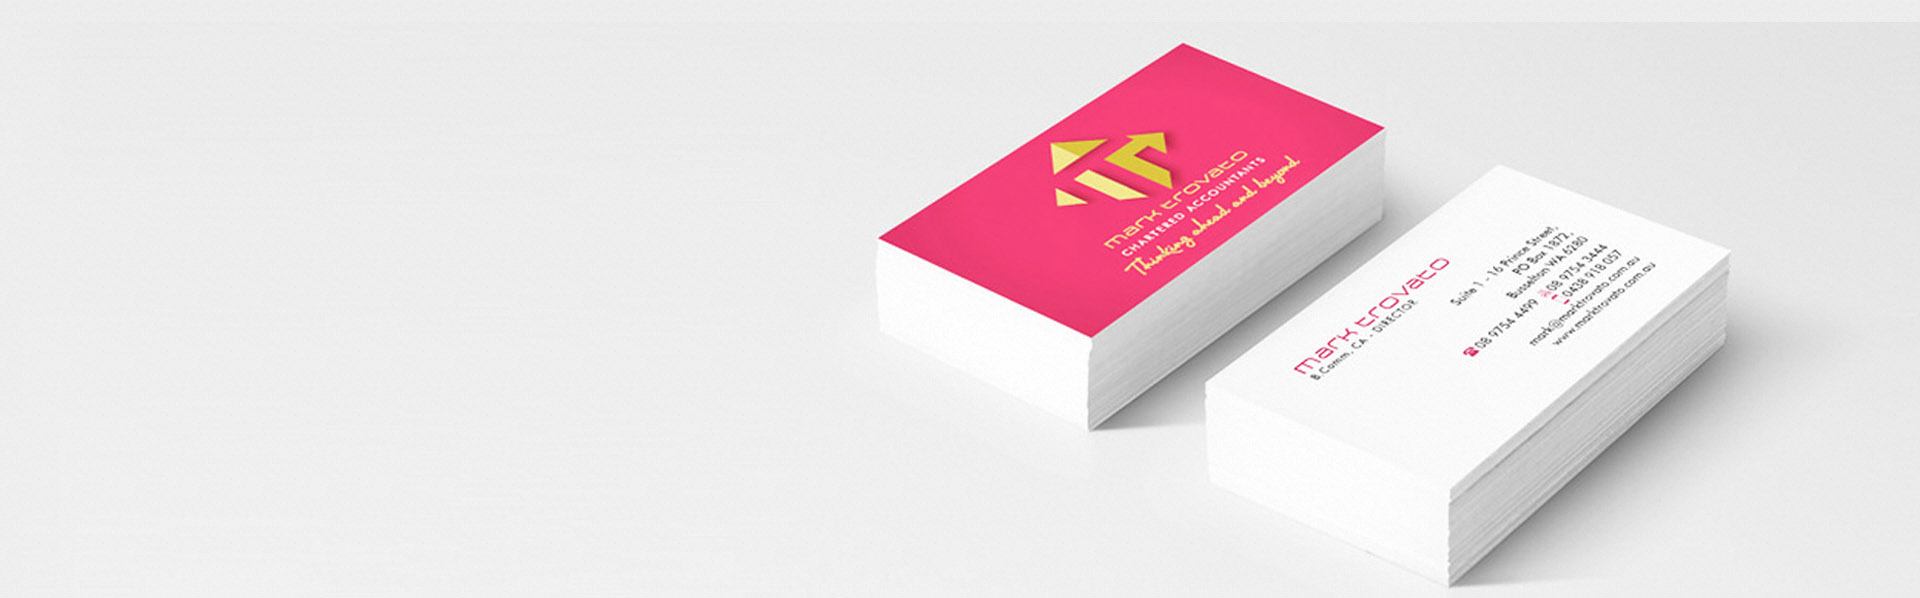 mark trovato
CHARTERED ACCOUNTANTS
Thinking ahead and beyond
mark trovato
B.Comm, CA - DIRECTOR
Suite 1 - 16 Prince Street,
PO Box 1872,
Busselton WA 6280
08 9754 4499 08 9754 3444
0438 918 057
mark@marktrovato.com.au
www.marktrovato.com.au